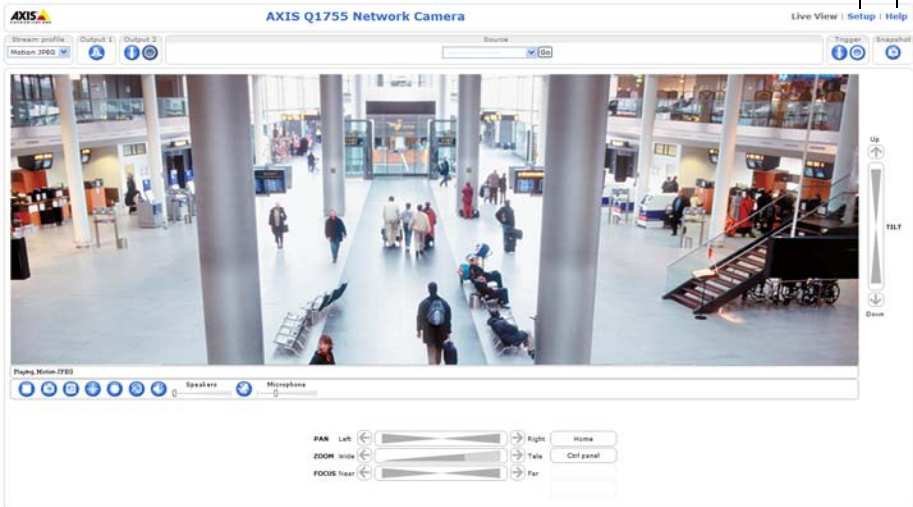 AXIS
COMMUNICATIONS
AXIS Q1755 Network Camera
Live View | Setup | Help
Stream profile
Motion JPEG
Output 1
Output 2
Source
Go
Trigger
Snapshot
Up
TILT
Down
Playing, Motion JPEG
Speakers
Microphone
PAN Left Right Home
ZOOM Wide Tele Ctrl panel
FOCUS Near Far